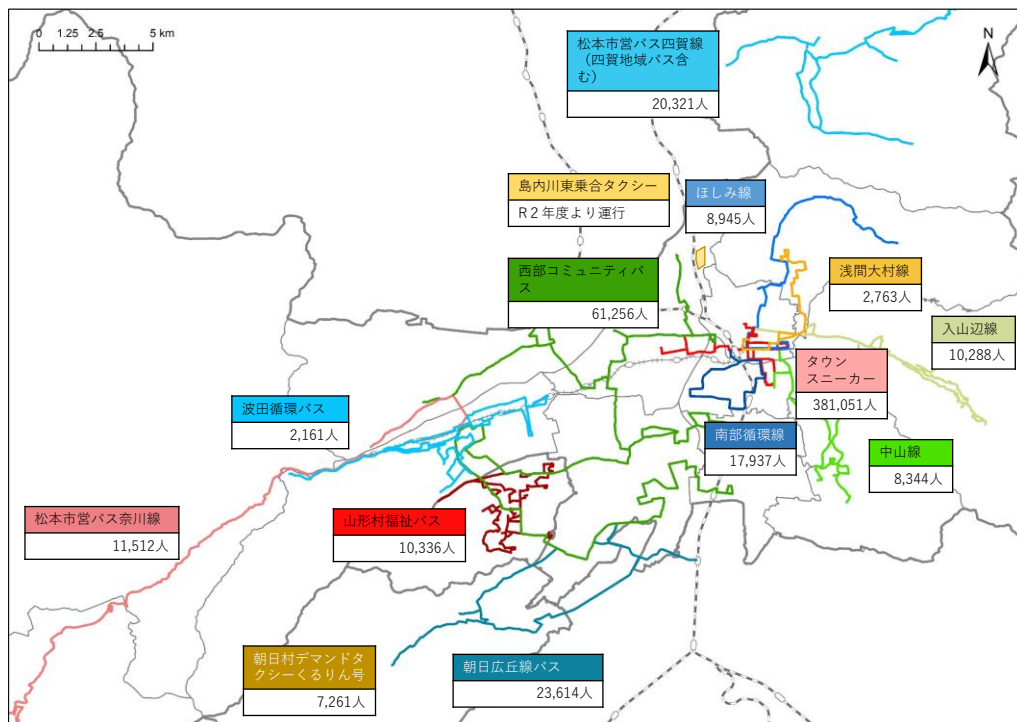 0 1.25 2.5 5 km
N
松本市営バス四賀線
（四賀地域バス含
む）
20,321人
島内川東乗合タクシー
R２年度より運行
ほしみ線
8,945人
西部コミュニティバ
ス
61,256人
浅間大村線
2,763人
入山辺線
10,288人
タウン
スニーカー
381,051人
波田循環バス
2,161人
南部循環線
17,937人
中山線
8,344人
松本市営バス奈川線
11,512人
山形村福祉バス
10,336人
朝日村デマンドタ
クシーくるりん号
7,261人
朝日広丘線バス
23,614人